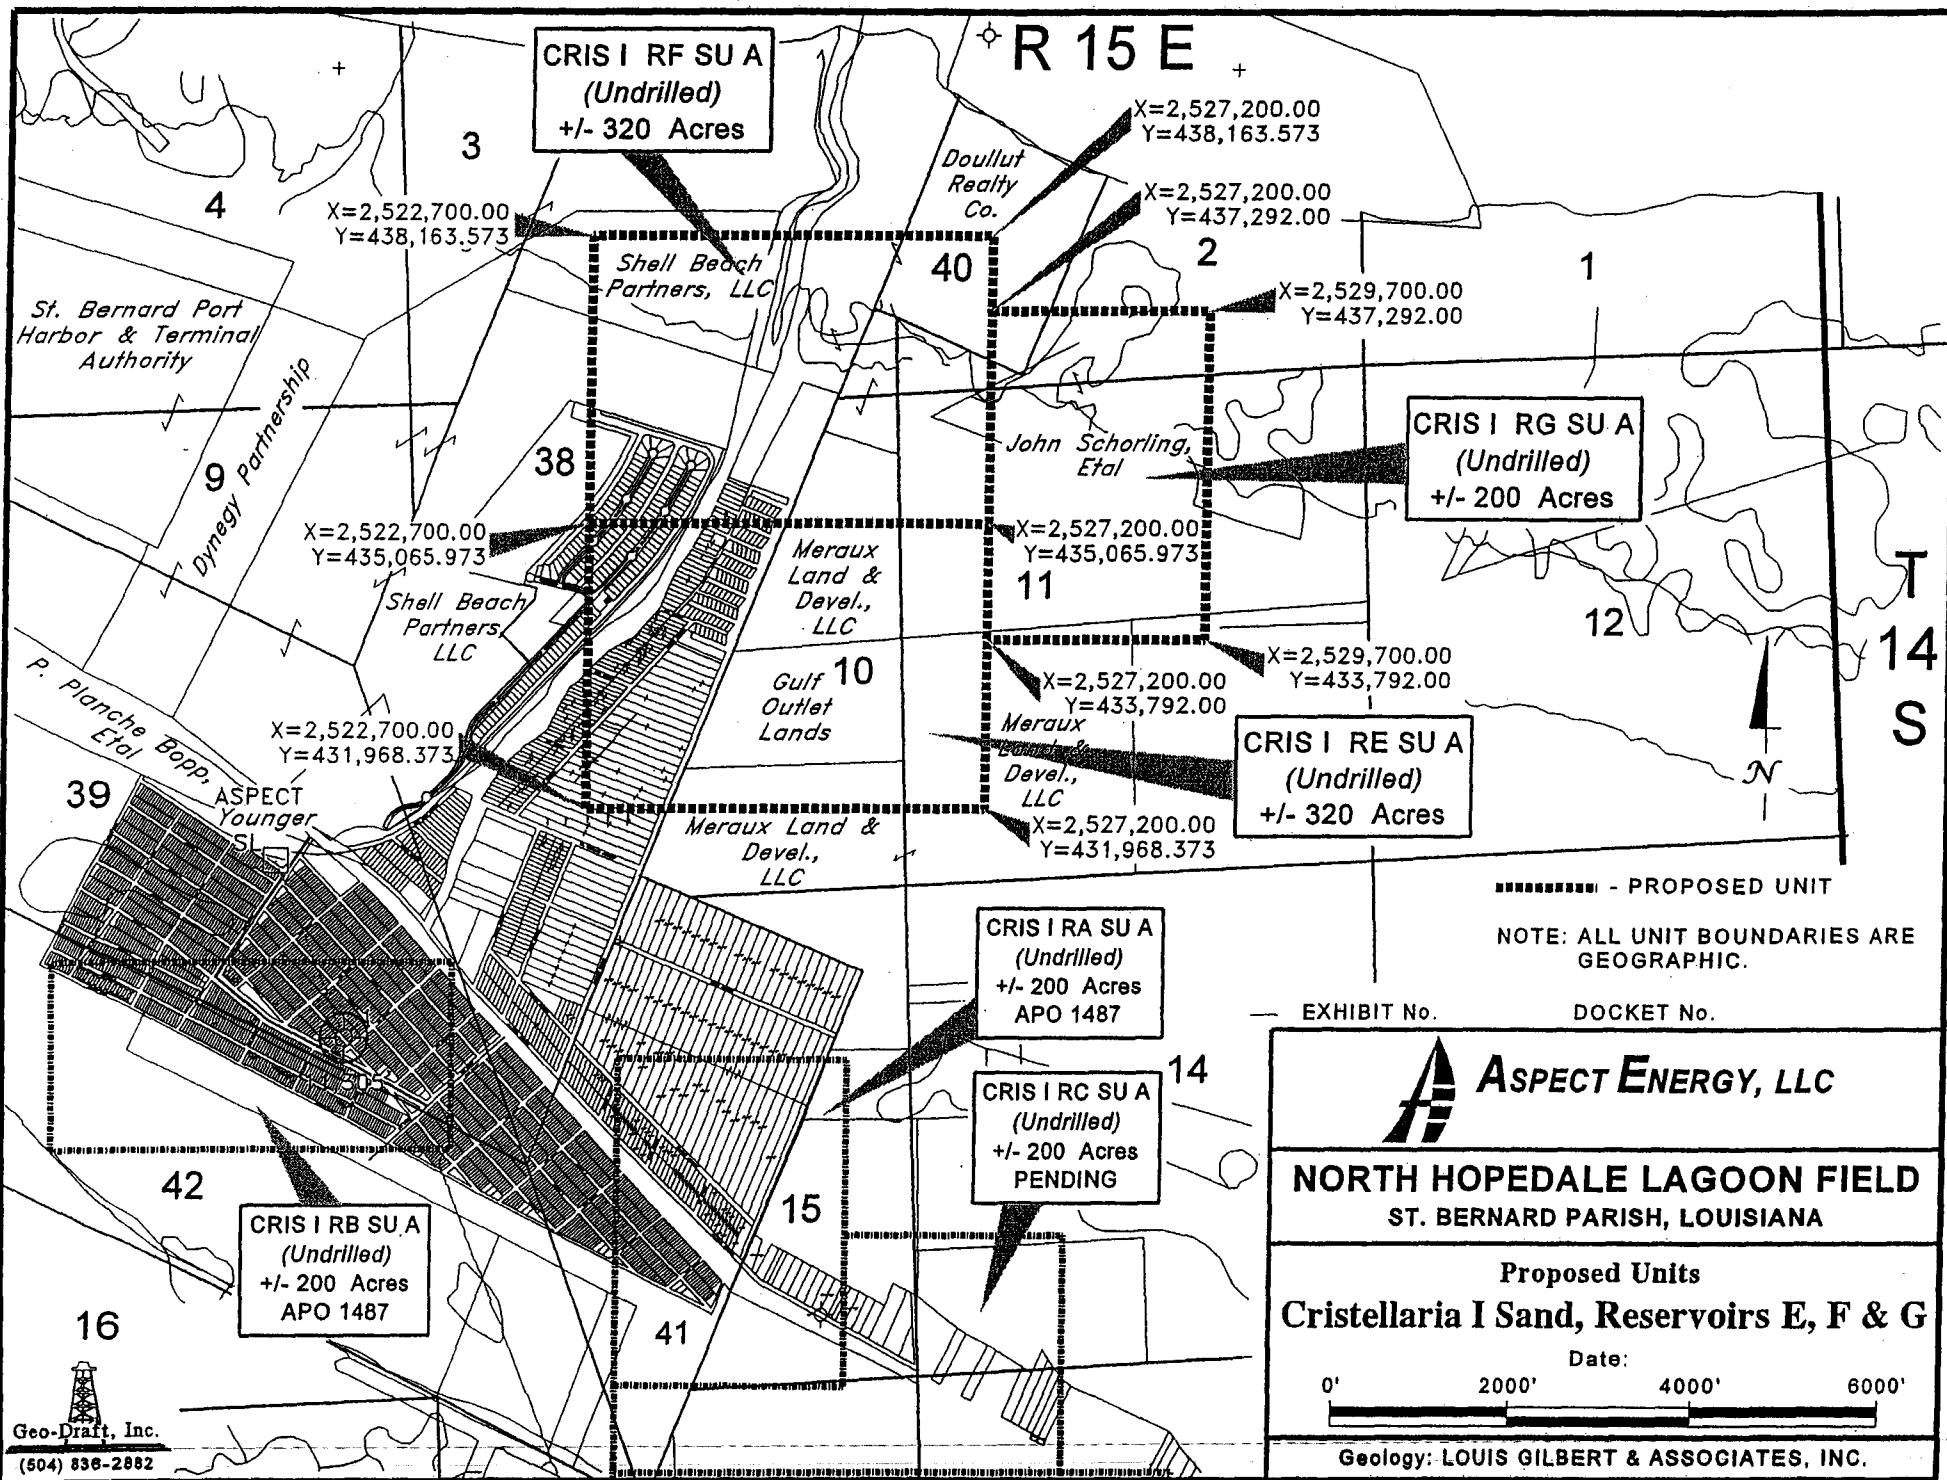 R 15 E
CRIS I RF SU A
(Undrilled)
+/- 320 Acres
X=2,527,200.00
Y=438,163.573
3
Doullut
Realty
Co.
4
X=2,522,700.00
Y=438,163.573
X=2,527,200.00
Y=437,292.00
2
1
Shell Beach
Partners, LLC
40
X=2,529,700.00
Y=437,292.00
St. Bernard Port
Harbor & Terminal
Authority
Dynegy Partnership
9
38
John Schorling,
Etal
CRIS I RG SU A
(Undrilled)
+/- 200 Acres
X=2,522,700.00
Y=435,065.973
X=2,527,200.00
Y=435,065.973
Meraux
Land &
Devel.,
LLC
11
T
14
S
Shell Beach
Partners,
LLC
12
X=2,529,700.00
Y=433,792.00
Gulf
Outlet
Lands
10
X=2,527,200.00
Y=433,792.00
P. Planche Bopp,
Etal
X=2,522,700.00
Y=431,968.373
Meraux
Land &
Devel.,
LLC
CRIS I RE SU A
(Undrilled)
+/- 320 Acres
N
39
ASPECT
Younger
SL
Meraux Land &
Devel.,
LLC
X=2,527,200.00
Y=431,968.373
- PROPOSED UNIT
NOTE: ALL UNIT BOUNDARIES ARE
GEOGRAPHIC.
CRIS I RA SU A
(Undrilled)
+/- 200 Acres
APO 1487
EXHIBIT No.
DOCKET No.
14
CRIS I RC SU A
(Undrilled)
+/- 200 Acres
PENDING
ASPECT ENERGY, LLC
42
15
NORTH HOPEDALE LAGOON FIELD
ST. BERNARD PARISH, LOUISIANA
CRIS I RB SU A
(Undrilled)
+/- 200 Acres
APO 1487
Proposed Units
Cristellaria I Sand, Reservoirs E, F & G
16
41
Date:
0' 2000' 4000' 6000'
Geo-Draft, Inc.
(504) 836-2882
Geology: LOUIS GILBERT & ASSOCIATES, INC.